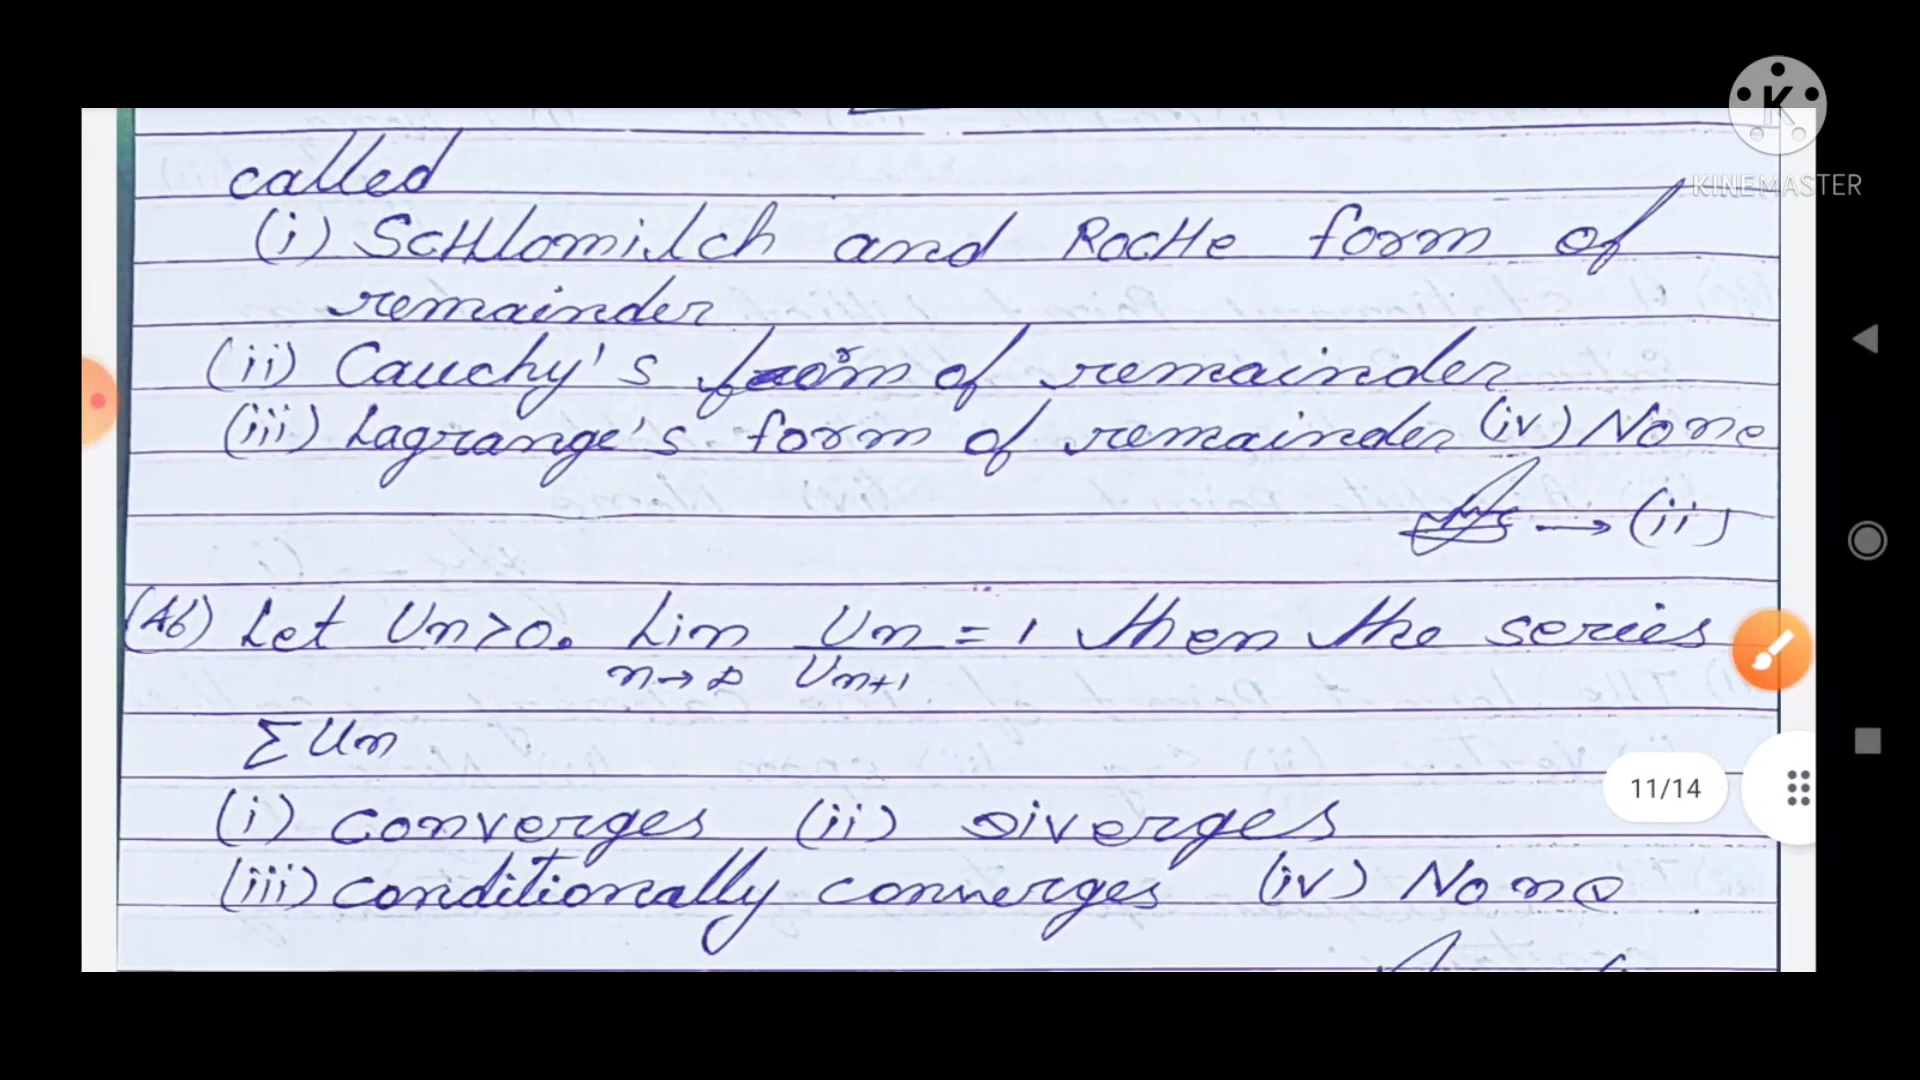 called
(i) Schlomilch and Roche form of
remainder
(ii) Cauchy's form of remainder
(iii) Lagrange's form of remainder (iv) None
Ans → (ii)
(46) Let Un>0. Lim Un/Un+1 = 1 then the series
n→∞
ΣUn
(i) converges (ii) Diverges
(iii) conditionally converges (iv) None
K
KINEMASTER
11/14